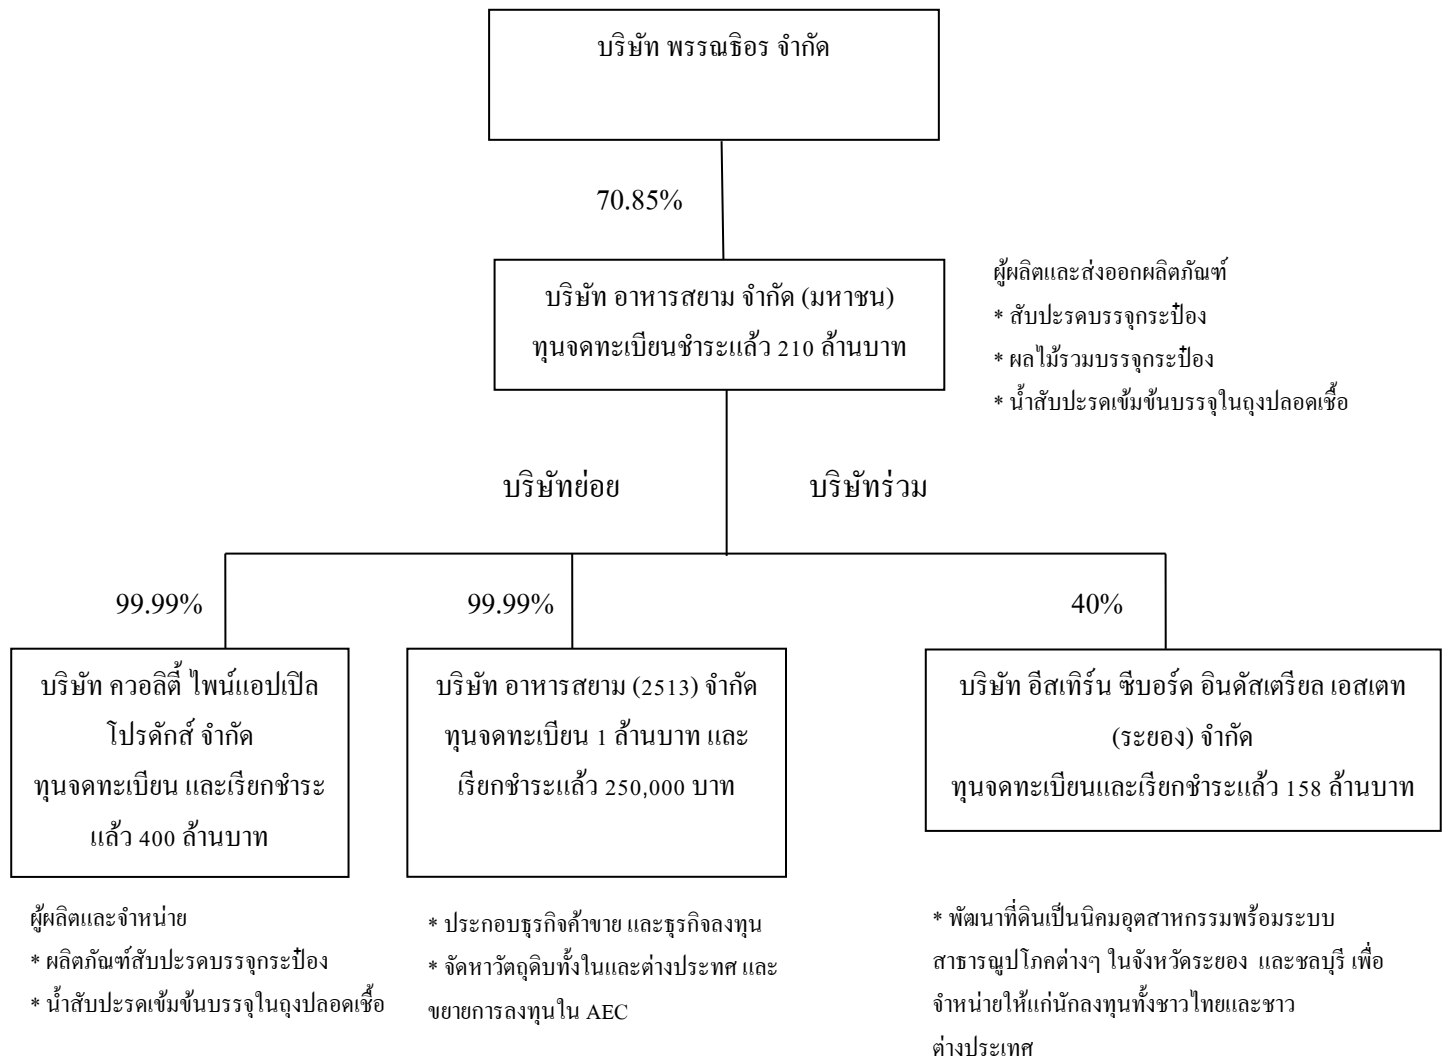 บริษัท พรรณธิอร จำกัด
70.85%
บริษัท อาหารสยาม จำกัด (มหาชน)
ทุนจดทะเบียนชำระแล้ว 210 ล้านบาท
ผู้ผลิตและส่งออกผลิตภัณฑ์
* สับปะรดบรรจุกระป๋อง
* ผลไม้รวมบรรจุกระป๋อง
* น้ำสับปะรดเข้มข้นบรรจุในถุงปลอดเชื้อ
บริษัทย่อย
บริษัทร่วม
99.99%
99.99%
40%
บริษัท ควอลิตี้ ไพน์แอปเปิล
โปรดักส์ จำกัด
ทุนจดทะเบียน และเรียกชำระ
แล้ว 400 ล้านบาท
บริษัท อาหารสยาม (2513) จำกัด
ทุนจดทะเบียน 1 ล้านบาท และ
เรียกชำระแล้ว 250,000 บาท
บริษัท อีสเทิร์น ซีบอร์ด อินดัสเตรียล เอสเตท
(ระยอง) จำกัด
ทุนจดทะเบียนและเรียกชำระแล้ว 158 ล้านบาท
ผู้ผลิตและจำหน่าย
* ผลิตภัณฑ์สับปะรดบรรจุกระป๋อง
* น้ำสับปะรดเข้มข้นบรรจุในถุงปลอดเชื้อ
* ประกอบธุรกิจค้าขาย และธุรกิจลงทุน
* จัดหาวัตถุดิบทั้งในและต่างประเทศ และ
ขยายการลงทุนใน AEC
* พัฒนาที่ดินเป็นนิคมอุตสาหกรรมพร้อมระบบ
สาธารณูปโภคต่างๆ ในจังหวัดระยอง และชลบุรี เพื่อ
จำหน่ายให้แก่นักลงทุนทั้งชาวไทยและชาว
ต่างประเทศ